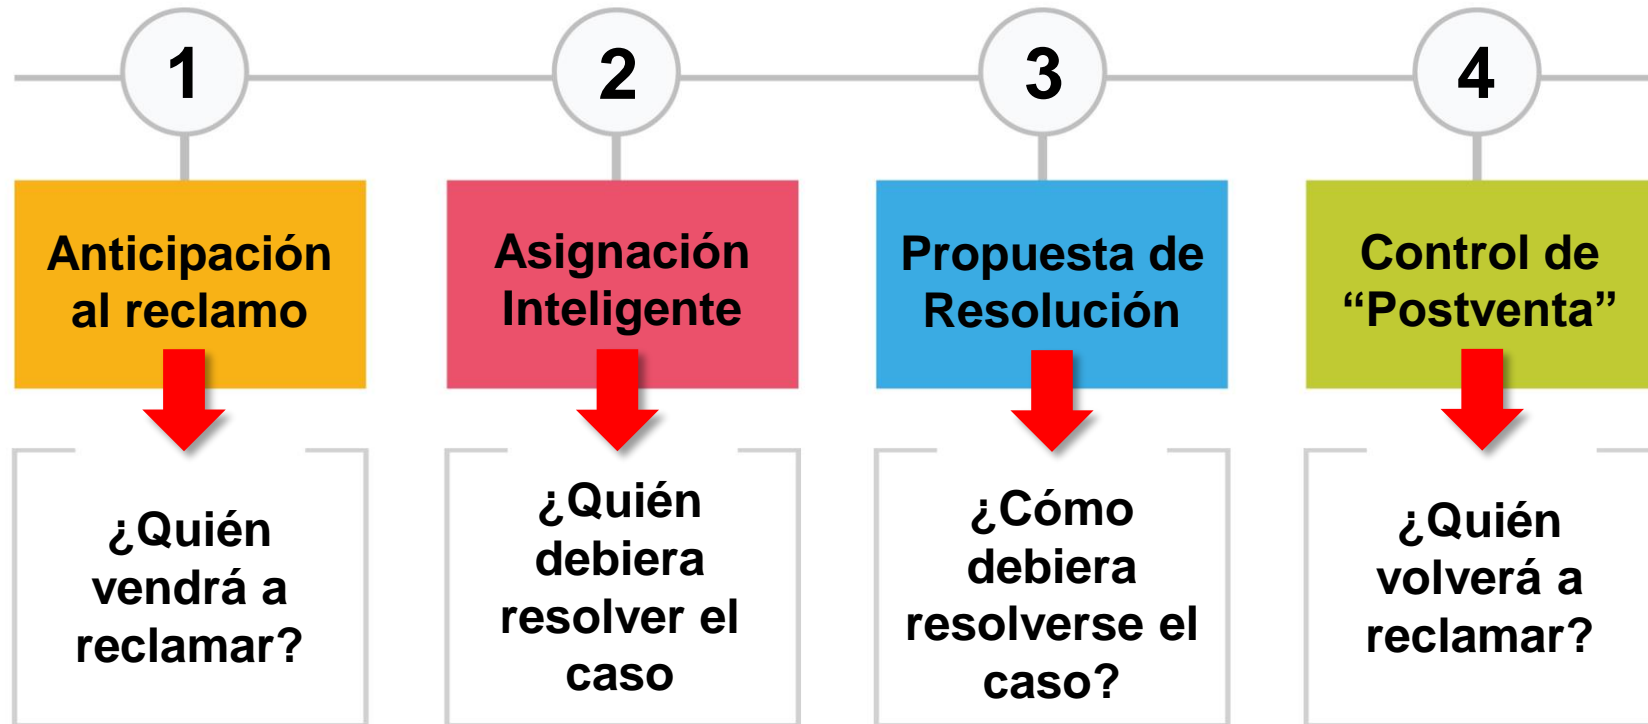 1
2
3
4
Anticipación
al reclamo
Asignación
Inteligente
Propuesta de
Resolución
Control de
“Postventa”
¿Quién
vendrá a
reclamar?
¿Quién
debiera
resolver el
caso
¿Cómo
debiera
resolverse el
caso?
¿Quién
volverá a
reclamar?